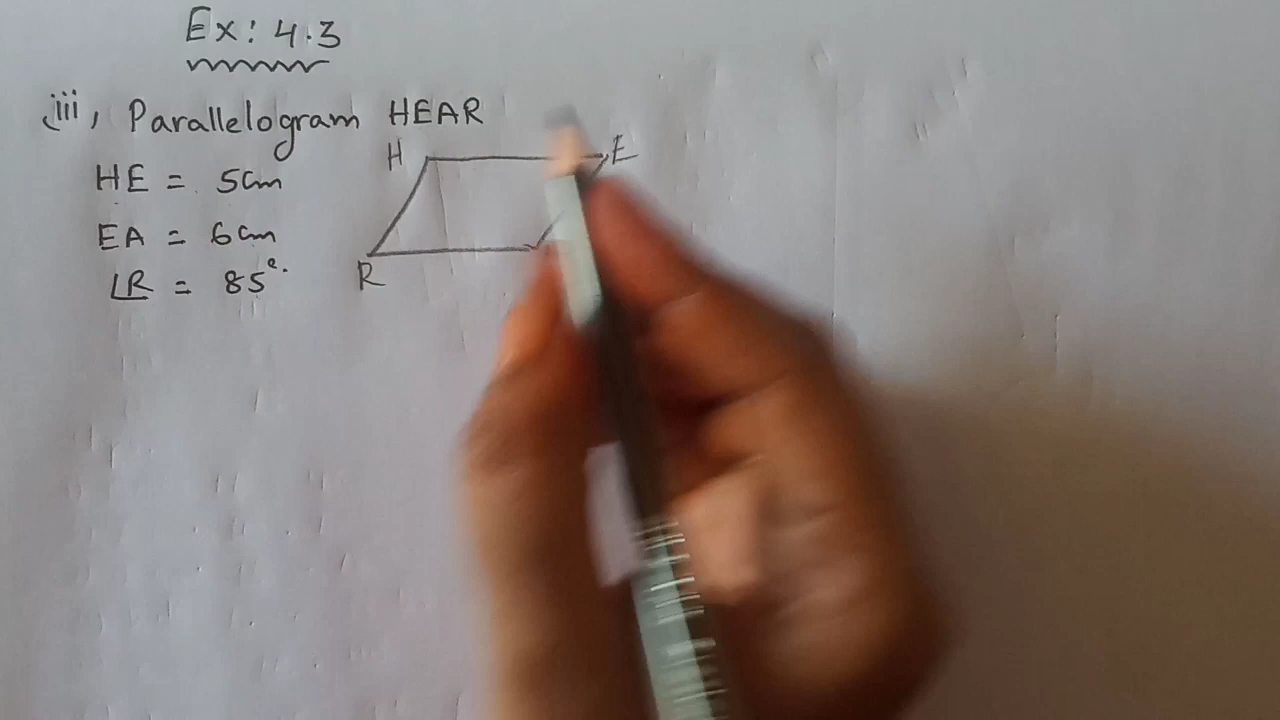 Ex: 4.3
iii, Parallelogram HEAR
H E
HE = 5cm
EA = 6cm
R
∠R = 85°.